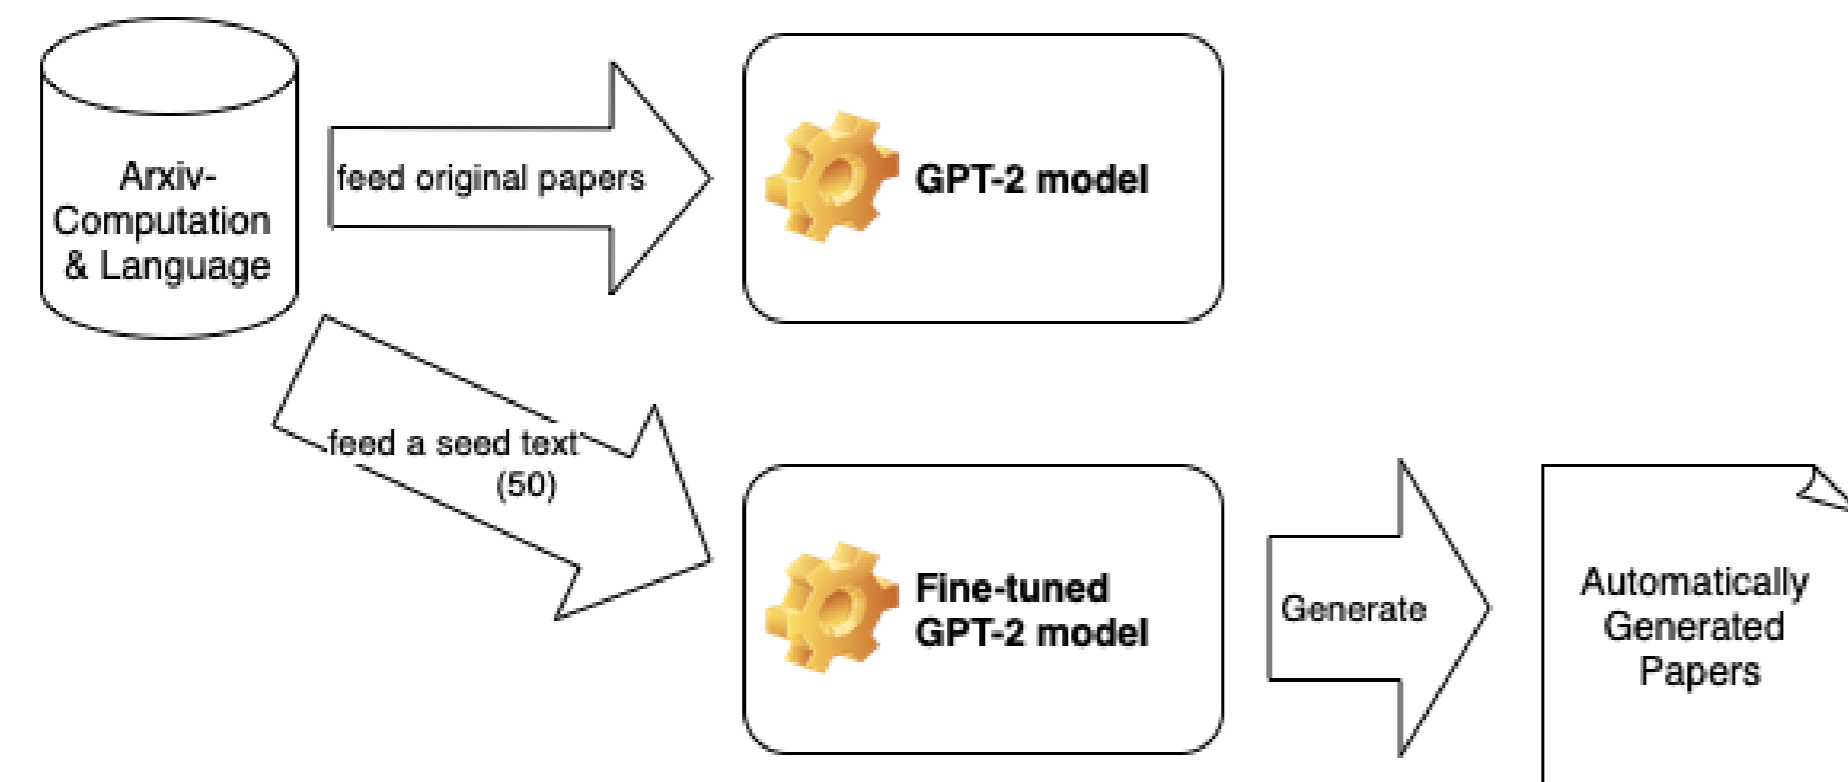 Arxiv-
Computation
& Language
feed original papers
GPT-2 model
feed a seed text
(50)
Fine-tuned
GPT-2 model
Generate
Automatically
Generated
Papers